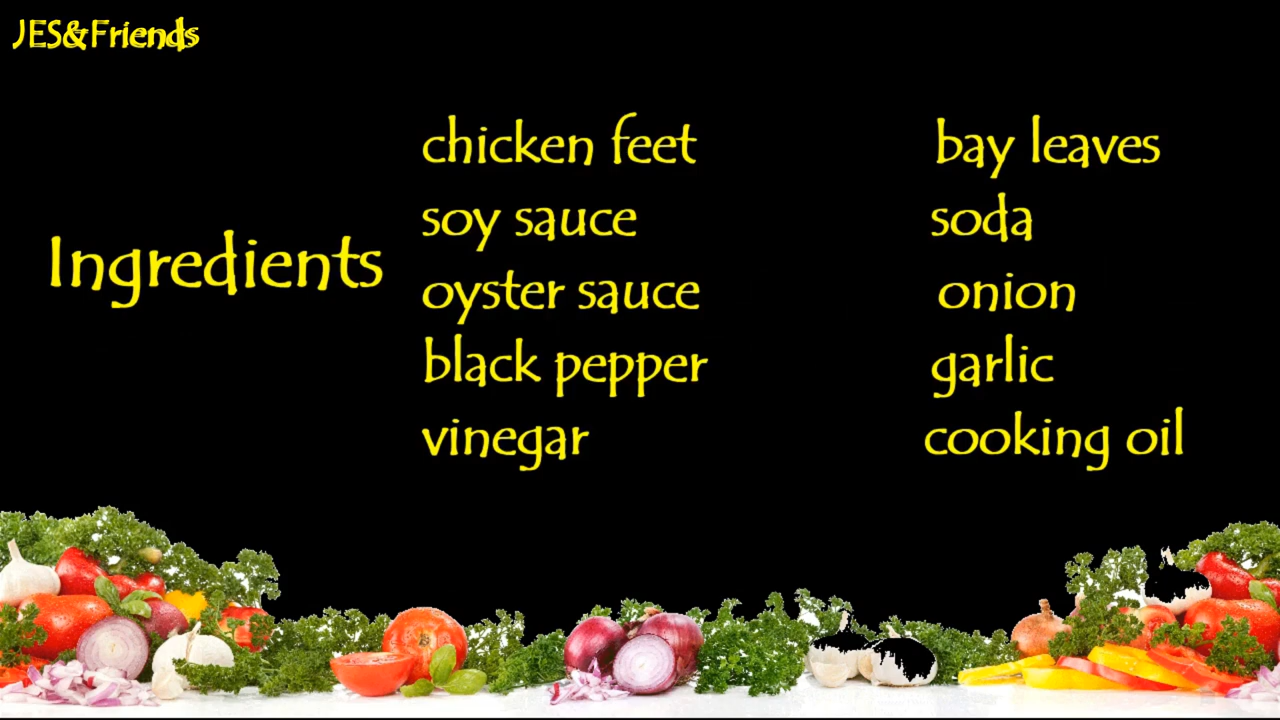 JES&Friends
Ingredients
chicken feet
soy sauce
oyster sauce
black pepper
vinegar
bay leaves
soda
onion
garlic
cooking oil